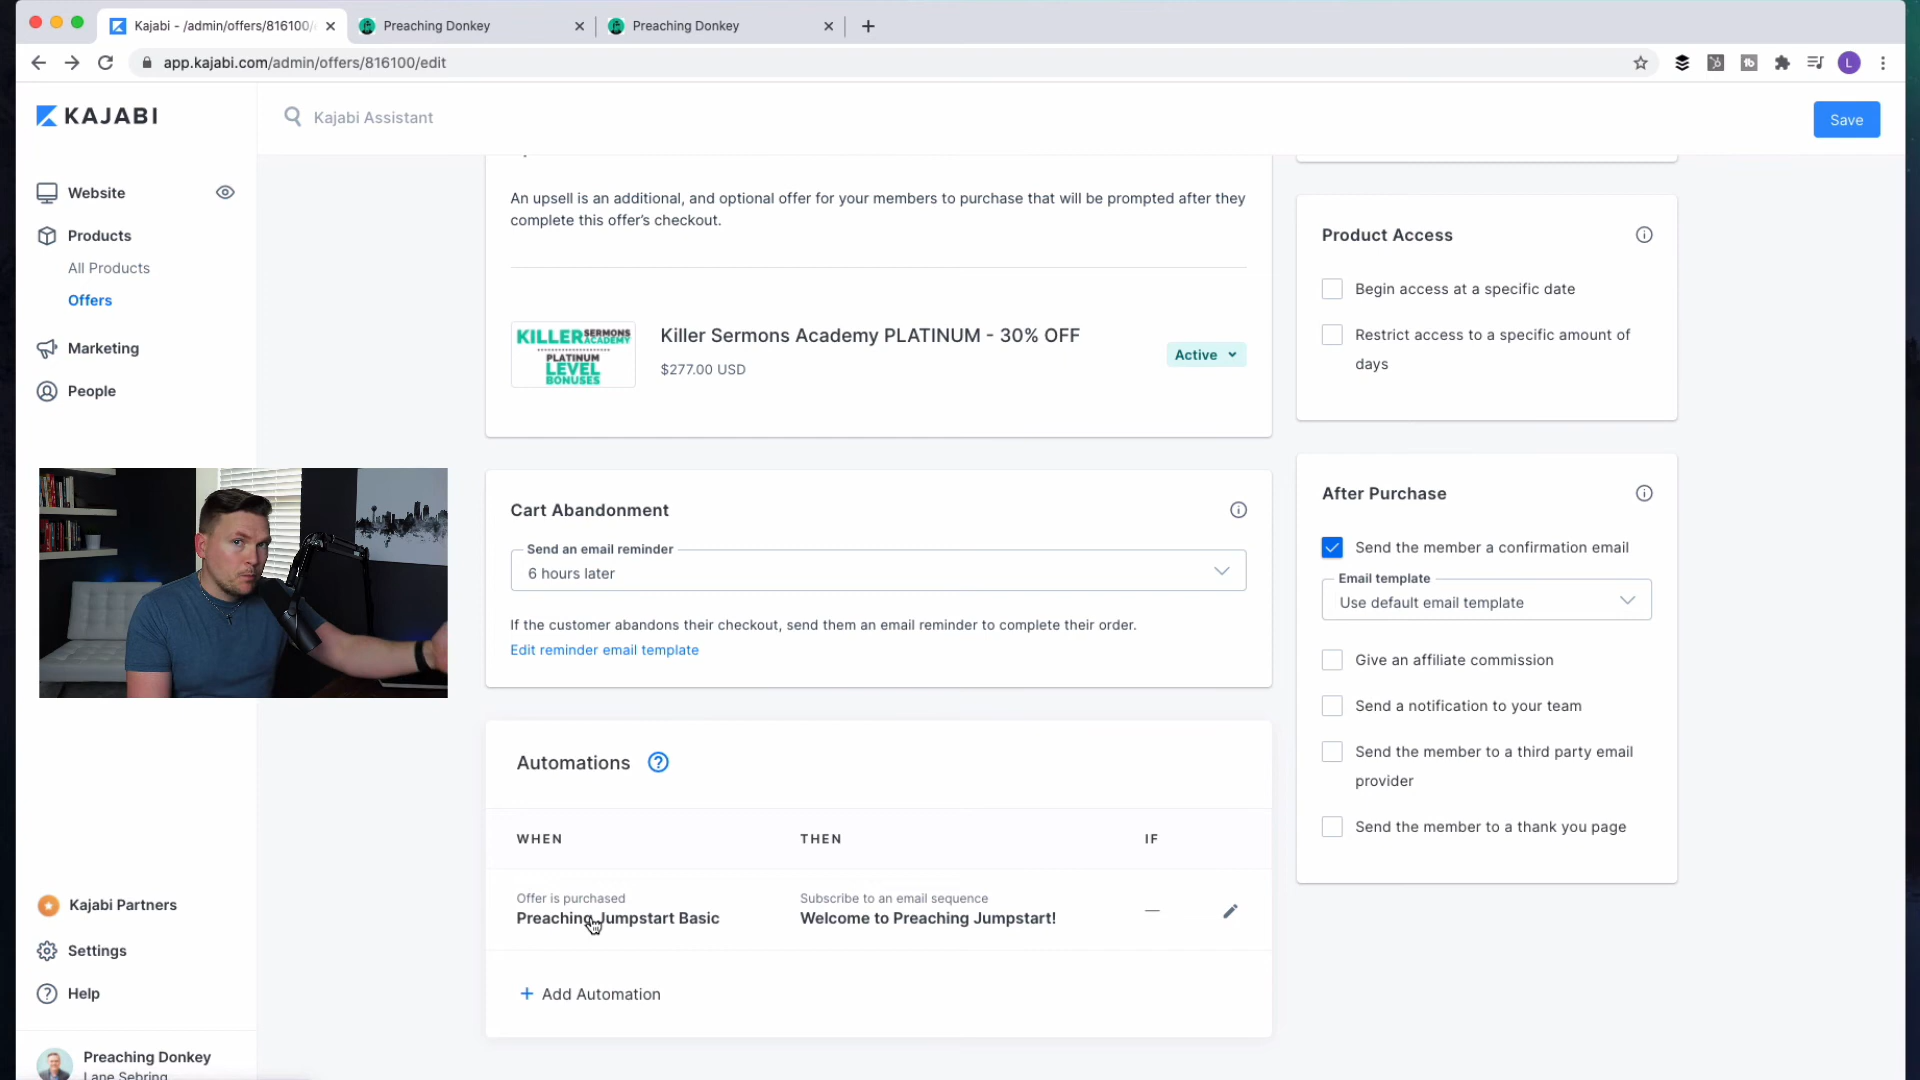 Kajabi - /admin/offers/816100/
Preaching Donkey
Preaching Donkey
app.kajabi.com/admin/offers/816100/edit
L
KAJABI
Kajabi Assistant
Save
Website
Products
All Products
Offers
Marketing
People
An upsell is an additional, and optional offer for your members to purchase that will be prompted after they
complete this offer's checkout.
KILLER SERMONS
ACADEMY
PLATINUM
LEVEL
BONUSES
Killer Sermons Academy PLATINUM - 30% OFF
$277.00 USD
Active
Cart Abandonment
Send an email reminder
6 hours later
If the customer abandons their checkout, send them an email reminder to complete their order.
Edit reminder email template
Automations
WHEN THEN IF
Offer is purchased
Preaching Jumpstart Basic
Subscribe to an email sequence
Welcome to Preaching Jumpstart!
—
+ Add Automation
Product Access
Begin access at a specific date
Restrict access to a specific amount of
days
After Purchase
Send the member a confirmation email
Email template
Use default email template
Give an affiliate commission
Send a notification to your team
Send the member to a third party email
provider
Send the member to a thank you page
Kajabi Partners
Settings
Help
Preaching Donkey
Lane Sebring